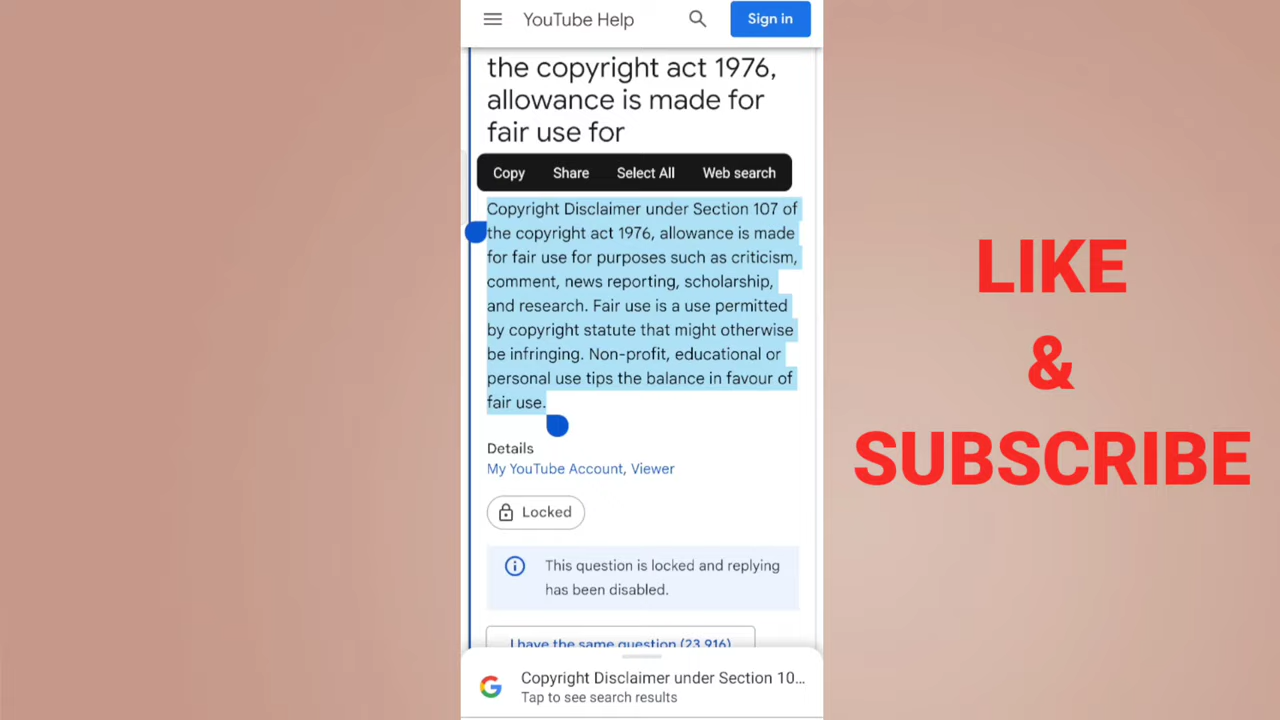 YouTube Help
Sign in
the copyright act 1976,
allowance is made for
fair use for
Copy Share Select All Web search
Copyright Disclaimer under Section 107 of
the copyright act 1976, allowance is made
for fair use for purposes such as criticism,
comment, news reporting, scholarship,
and research. Fair use is a use permitted
by copyright statute that might otherwise
be infringing. Non-profit, educational or
personal use tips the balance in favour of
fair use.
Details
My YouTube Account, Viewer
Locked
This question is locked and replying
has been disabled.
I have the same question (23,916)
G
Copyright Disclaimer under Section 10...
Tap to see search results
LIKE
&
SUBSCRIBE